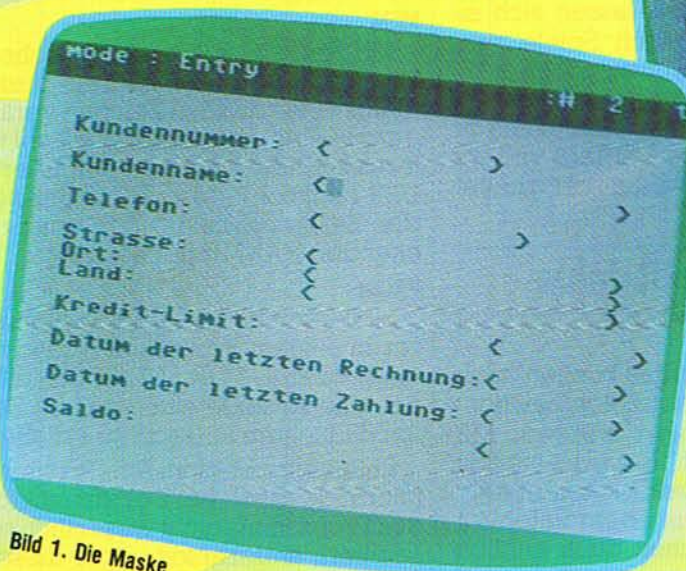 mode : Entry :# 2 t
Kundennummer: < >
Kundenname: < >
Telefon: < >
Strasse: < >
Ort: < >
Land: < >
Kredit-Limit: < >
Datum der letzten Rechnung:< >
Datum der letzten Zahlung: < >
Saldo: < >
Bild 1. Die Maske